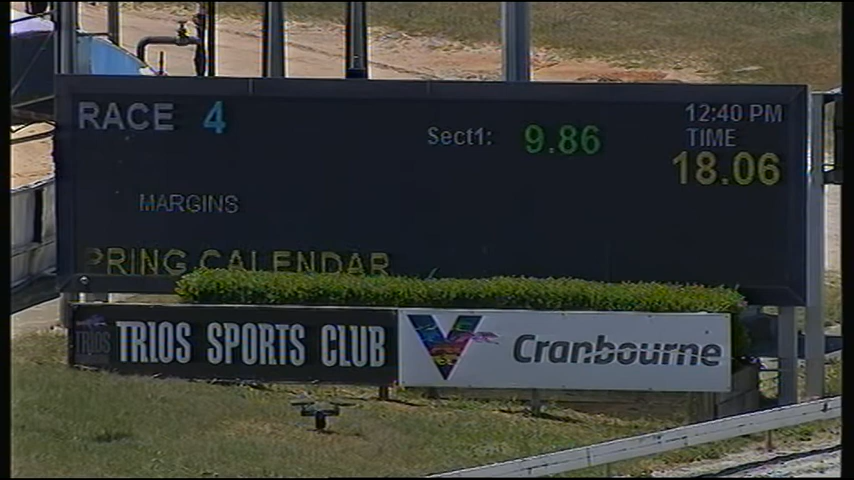 RACE 4
Sect1: 9.86
12:40 PM
TIME
18.06
MARGINS
PRING CALENDAR
TRIOS TRIOS SPORTS CLUB
V Cranbourne